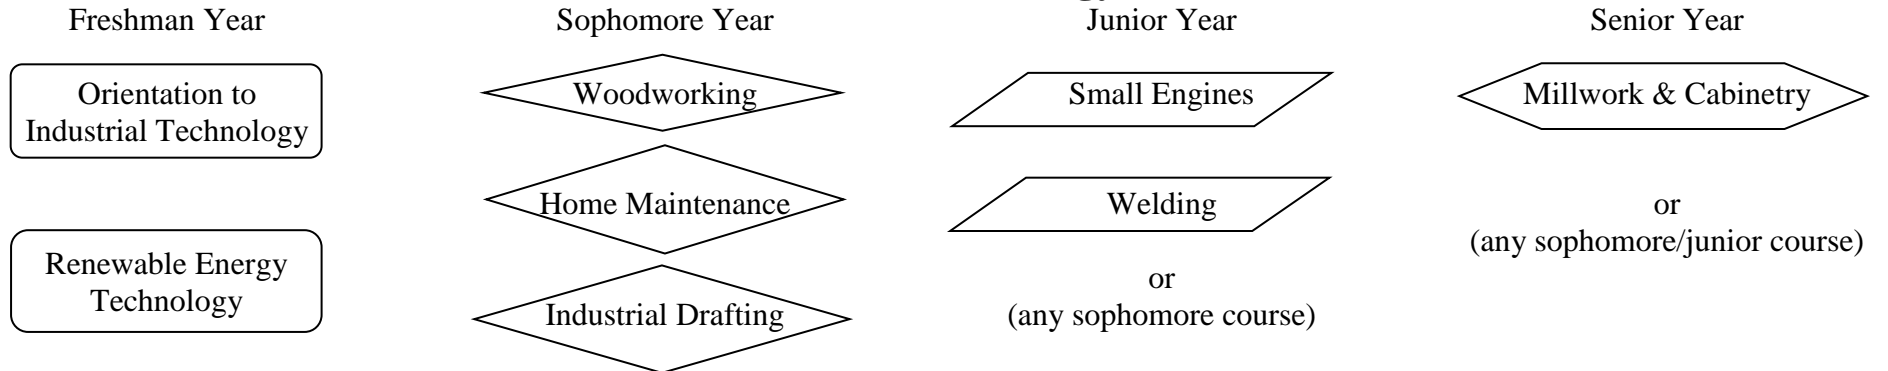 Freshman Year
Orientation to
Industrial Technology
Renewable Energy
Technology
Sophomore Year
Woodworking
Home Maintenance
Industrial Drafting
Junior Year
Small Engines
Welding
or
(any sophomore course)
Senior Year
Millwork & Cabinetry
or
(any sophomore/junior course)